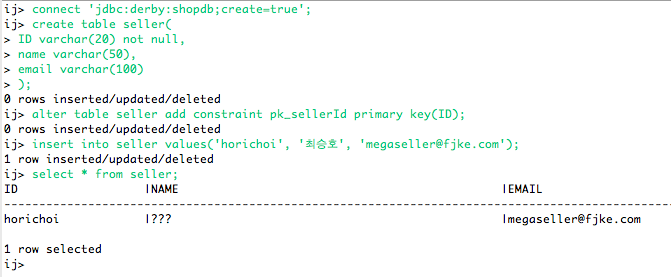 ij> connect 'jdbc:derby:shopdb;create=true';
ij> create table seller(
> ID varchar(20) not null,
> name varchar(50),
> email varchar(100)
> );
0 rows inserted/updated/deleted
ij> alter table seller add constraint pk_sellerId primary key(ID);
0 rows inserted/updated/deleted
ij> insert into seller values('horichoi', '최승호', 'megaseller@fjke.com');
1 row inserted/updated/deleted
ij> select * from seller;
ID |NAME |EMAIL
--------------------------------------------------------------------------------
horichoi |??? |megaseller@fjke.com
1 row selected
ij>